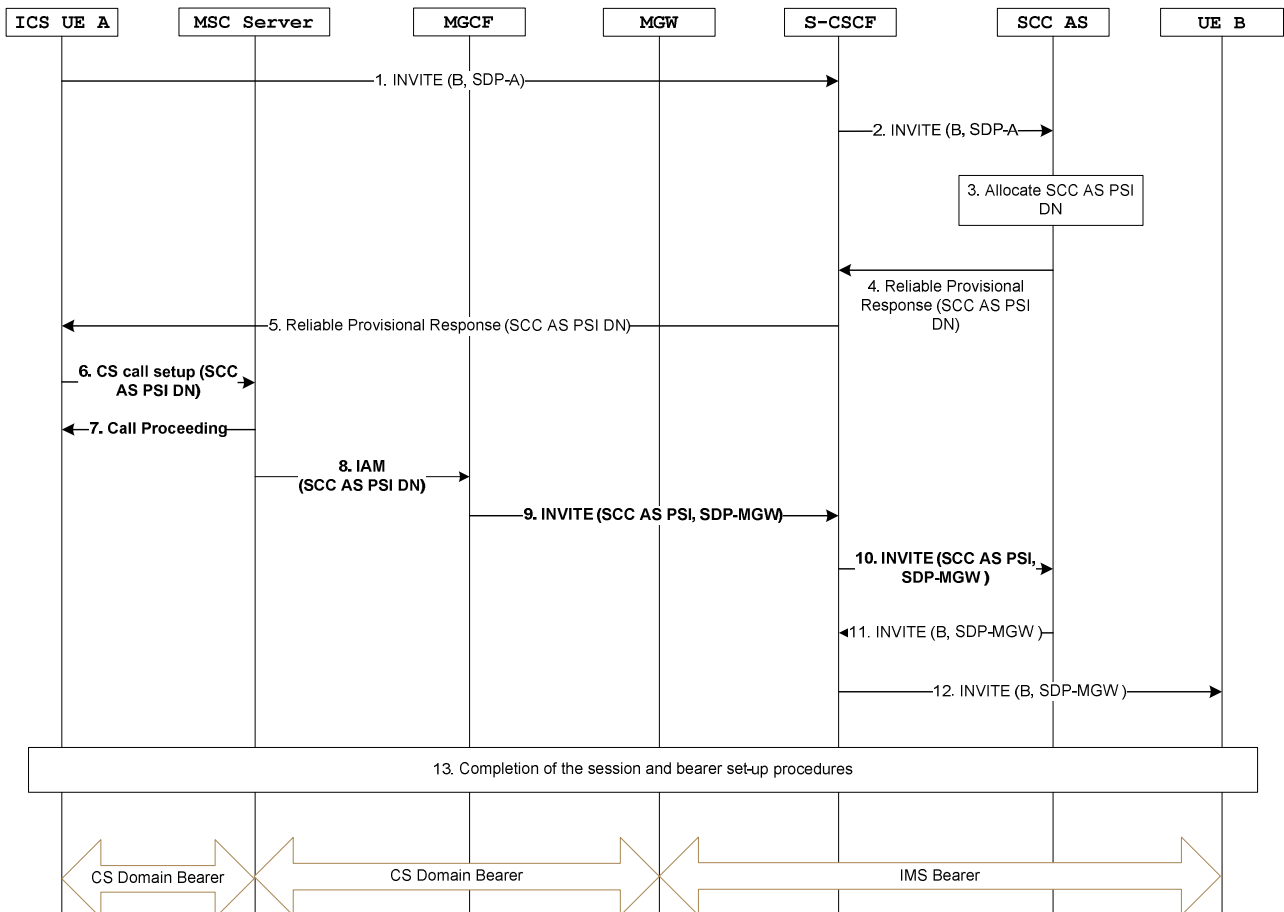 ICS UE A
MSC Server
MGCF
MGW
S-CSCF
SCC AS
UE B
1. INVITE (B, SDP-A)
2. INVITE (B, SDP-A
3. Allocate SCC AS PSI
DN
4. Reliable Provisional
Response (SCC AS PSI
DN)
5. Reliable Provisional Response (SCC AS PSI DN)
6. CS call setup (SCC
AS PSI DN)
7. Call Proceeding
8. IAM
(SCC AS PSI DN)
9. INVITE (SCC AS PSI, SDP-MGW)
10. INVITE (SCC AS PSI,
SDP-MGW )
11. INVITE (B, SDP-MGW )
12. INVITE (B, SDP-MGW )
13. Completion of the session and bearer set-up procedures
CS Domain Bearer
CS Domain Bearer
IMS Bearer